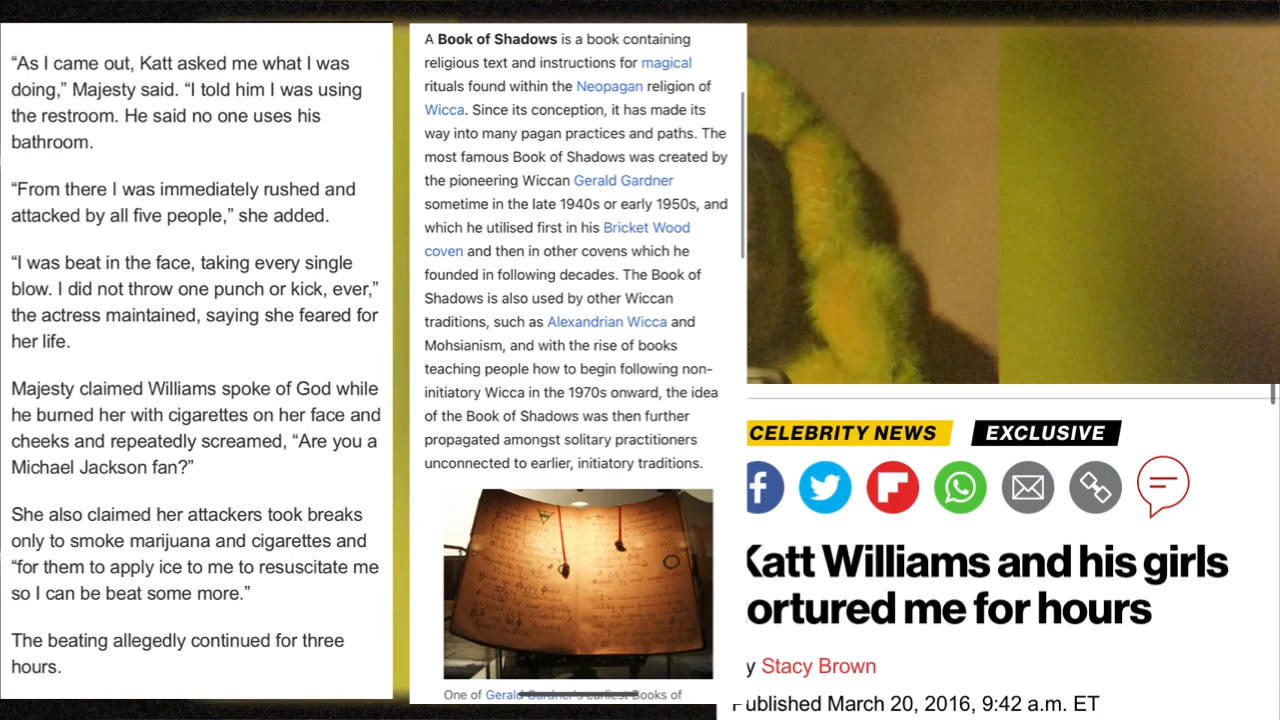 “As I came out, Katt asked me what I was
doing,” Majesty said. “I told him I was using
the restroom. He said no one uses his
bathroom.
“From there I was immediately rushed and
attacked by all five people,” she added.
“I was beat in the face, taking every single
blow. I did not throw one punch or kick, ever,”
the actress maintained, saying she feared for
her life.
Majesty claimed Williams spoke of God while
he burned her with cigarettes on her face and
cheeks and repeatedly screamed, “Are you a
Michael Jackson fan?”
She also claimed her attackers took breaks
only to smoke marijuana and cigarettes and
“for them to apply ice to me to resuscitate me
so I can be beat some more.”
The beating allegedly continued for three
hours.
A Book of Shadows is a book containing
religious text and instructions for magical
rituals found within the Neopagan religion of
Wicca. Since its conception, it has made its
way into many pagan practices and paths. The
most famous Book of Shadows was created by
the pioneering Wiccan Gerald Gardner
sometime in the late 1940s or early 1950s, and
which he utilised first in his Bricket Wood
coven and then in other covens which he
founded in following decades. The Book of
Shadows is also used by other Wiccan
traditions, such as Alexandrian Wicca and
Mohsianism, and with the rise of books
teaching people how to begin following non-
initiatory Wicca in the 1970s onward, the idea
of the Book of Shadows was then further
propagated amongst solitary practitioners
unconnected to earlier, initiatory traditions.
One of Gerald Gardner's earliest Books of
CELEBRITY NEWS EXCLUSIVE
Katt Williams and his girls
ortured me for hours
y Stacy Brown
ublished March 20, 2016, 9:42 a.m. ET